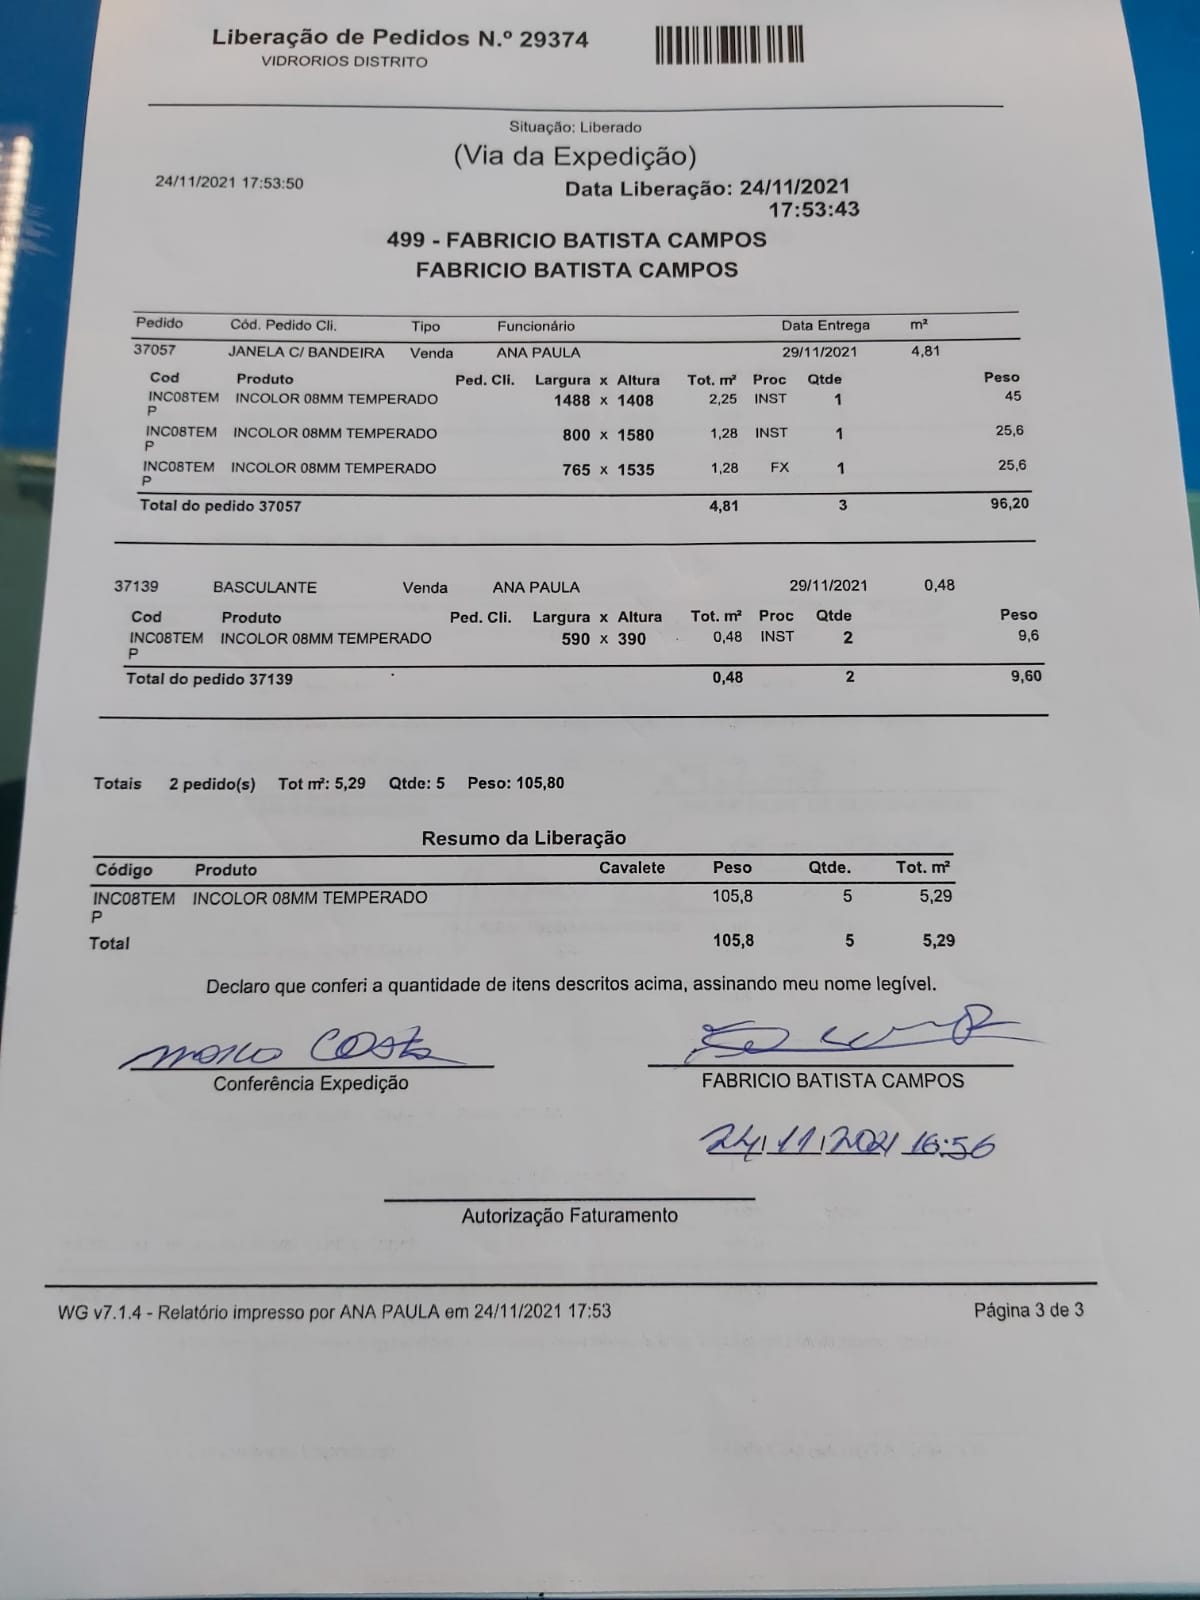 Liberação de Pedidos N.º 29374
VIDRORIOS DISTRITO
Situação: Liberado
(Via da Expedição)
24/11/2021 17:53:50
Data Liberação: 24/11/2021
17:53:43
499 - FABRICIO BATISTA CAMPOS
FABRICIO BATISTA CAMPOS
Pedido Cód. Pedido Cli. Tipo Funcionário Data Entrega m²
37057 JANELA C/ BANDEIRA Venda ANA PAULA 29/11/2021 4,81
Cod Produto Ped. Cli. Largura x Altura Tot. m² Proc Qtde Peso
INC08TEM INCOLOR 08MM TEMPERADO 1488 x 1408 2,25 INST 1 45
P
INC08TEM INCOLOR 08MM TEMPERADO 800 x 1580 1,28 INST 1 25,6
P
INC08TEM INCOLOR 08MM TEMPERADO 765 x 1535 1,28 FX 1 25,6
P
Total do pedido 37057 4,81 3 96,20
37139 BASCULANTE Venda ANA PAULA 29/11/2021 0,48
Cod Produto Ped. Cli. Largura x Altura Tot. m² Proc Qtde Peso
INC08TEM INCOLOR 08MM TEMPERADO 590 x 390 0,48 INST 2 9,6
P
Total do pedido 37139 0,48 2 9,60
Totais 2 pedido(s) Tot m²: 5,29 Qtde: 5 Peso: 105,80
Resumo da Liberação
Código Produto Cavalete Peso Qtde. Tot. m²
INC08TEM INCOLOR 08MM TEMPERADO 105,8 5 5,29
P
Total 105,8 5 5,29
Declaro que conferi a quantidade de itens descritos acima, assinando meu nome legível.
Costa
Conferência Expedição
FABRICIO BATISTA CAMPOS
24/11/2021 16:56
Autorização Faturamento
WG v7.1.4 - Relatório impresso por ANA PAULA em 24/11/2021 17:53
Página 3 de 3